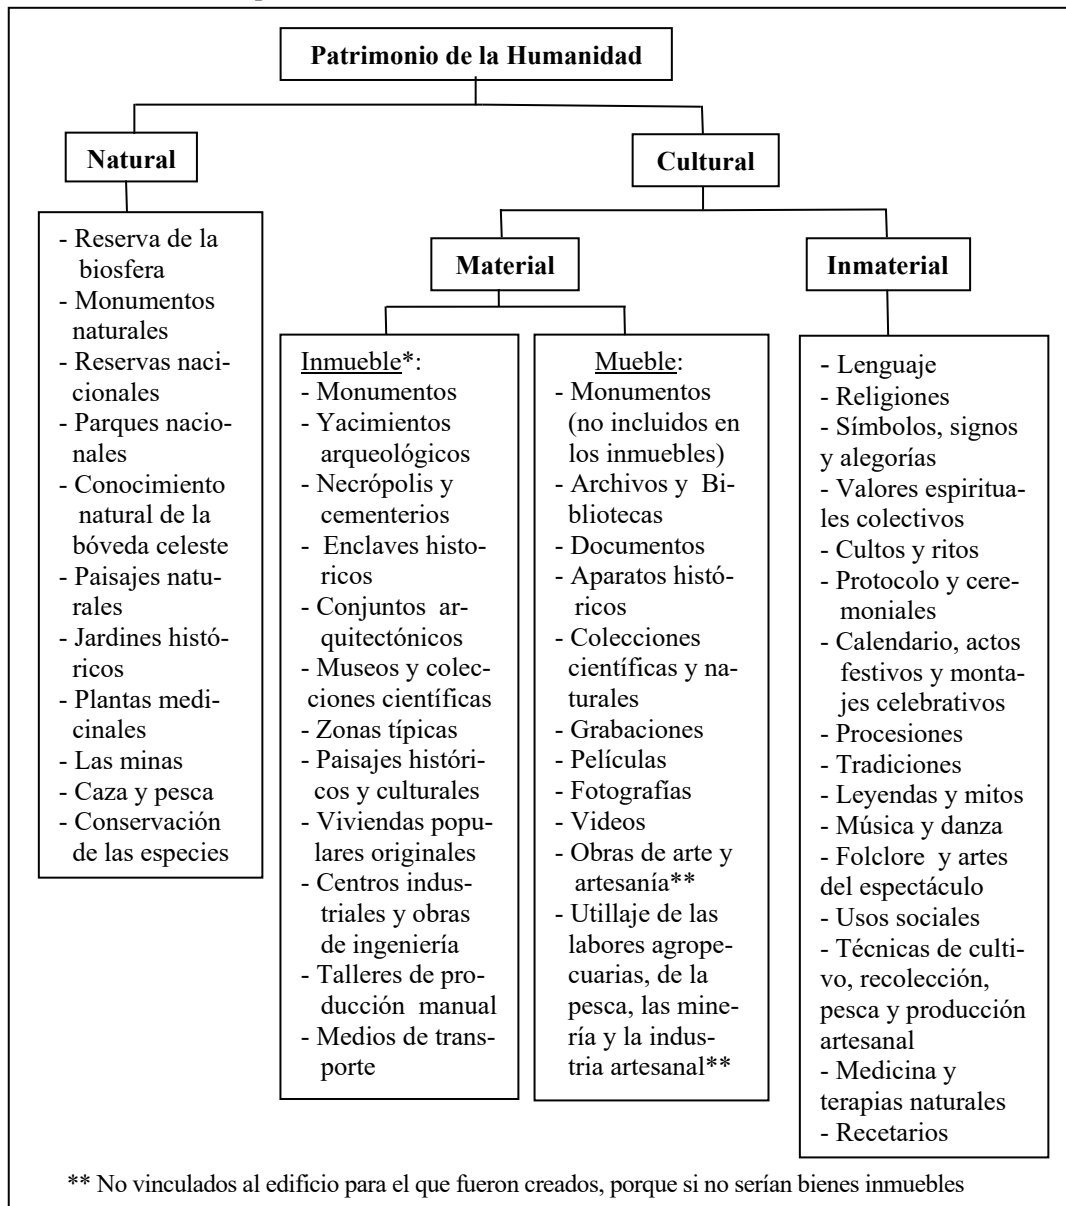 Patrimonio de la Humanidad
Natural
Cultural
Material
Inmaterial
- Reserva de la
biosfera
- Monumentos
naturales
- Reservas naci-
cionales
- Parques nacio-
nales
- Conocimiento
natural de la
bóveda celeste
- Paisajes natu-
rales
- Jardines histó-
ricos
- Plantas medi-
cinales
- Las minas
- Caza y pesca
- Conservación
de las especies
Inmueble*:
- Monumentos
- Yacimientos
arqueológicos
- Necrópolis y
cementerios
- Enclaves histo-
ricos
- Conjuntos ar-
quitectónicos
- Museos y colec-
ciones científicas
- Zonas típicas
- Paisajes históri-
cos y culturales
- Viviendas popu-
lares originales
- Centros indus-
triales y obras
de ingeniería
- Talleres de pro-
ducción manual
- Medios de trans-
porte
Mueble:
- Monumentos
(no incluidos en
los inmuebles)
- Archivos y Bi-
bliotecas
- Documentos
- Aparatos histó-
ricos
- Colecciones
científicas y na-
turales
- Grabaciones
- Películas
- Fotografías
- Videos
- Obras de arte y
artesanía**
- Utillaje de las
labores agrope-
cuarias, de la
pesca, las mine-
ría y la indus-
tria artesanal**
- Lenguaje
- Religiones
- Símbolos, signos
y alegorías
- Valores espiritua-
les colectivos
- Cultos y ritos
- Protocolo y cere-
moniales
- Calendario, actos
festivos y monta-
jes celebrativos
- Procesiones
- Tradiciones
- Leyendas y mitos
- Música y danza
- Folclore y artes
del espectáculo
- Usos sociales
- Técnicas de culti-
vo, recolección,
pesca y producción
artesanal
- Medicina y
terapias naturales
- Recetarios
** No vinculados al edificio para el que fueron creados, porque si no serían bienes inmuebles